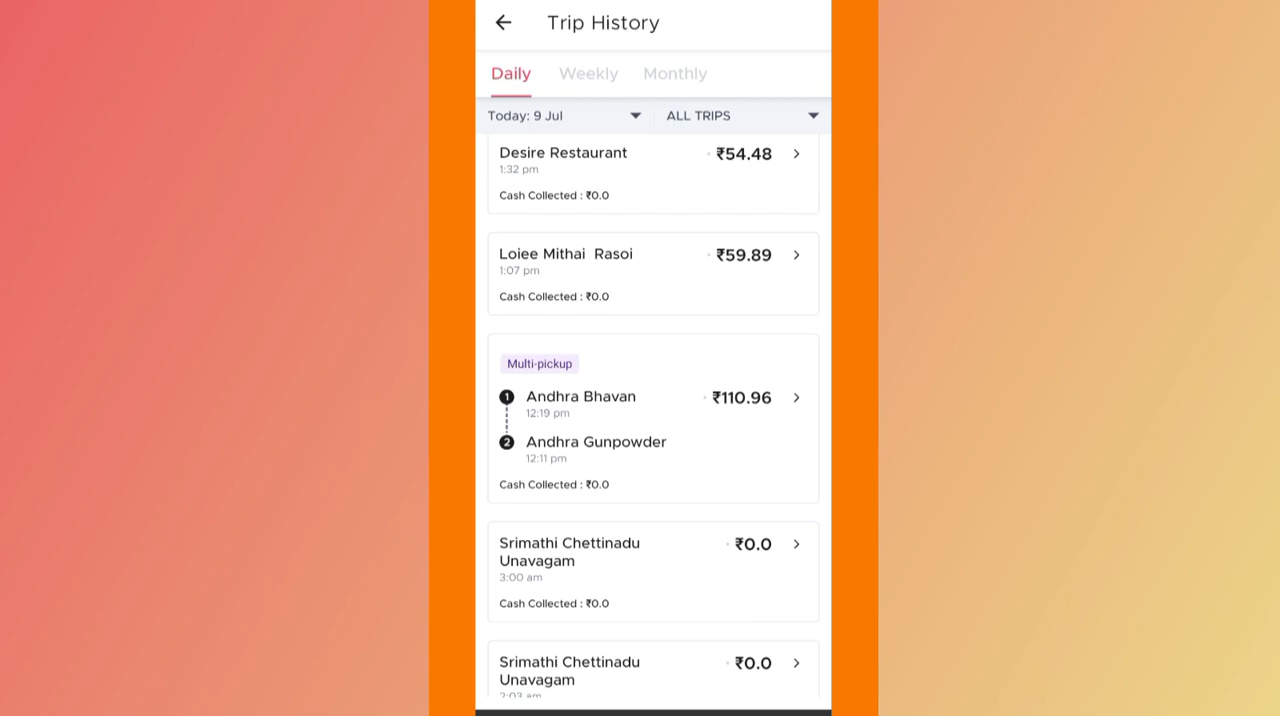 Trip History
Daily Weekly Monthly
Today: 9 Jul ALL TRIPS
Desire Restaurant ₹54.48
1:32 pm
Cash Collected : ₹0.0
Loiee Mithai Rasoi ₹59.89
1:07 pm
Cash Collected : ₹0.0
Multi-pickup
1 Andhra Bhavan ₹110.96
12:19 pm
2 Andhra Gunpowder
12:11 pm
Cash Collected : ₹0.0
Srimathi Chettinadu ₹0.0
Unavagam
3:00 am
Cash Collected : ₹0.0
Srimathi Chettinadu ₹0.0
Unavagam
2:03 am